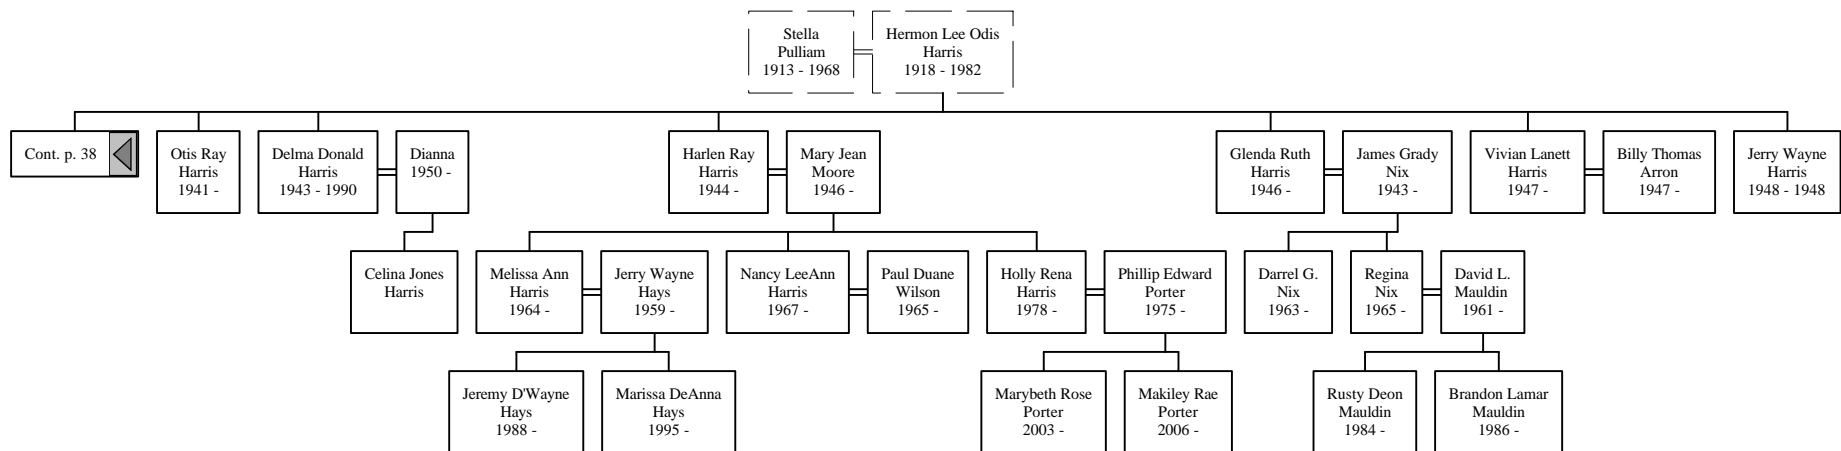 Stella
Pulliam
1913 - 1968
Hermon Lee Odis
Harris
1918 - 1982
Cont. p. 38
Otis Ray
Harris
1941 -
Delma Donald
Harris
1943 - 1990
Dianna
1950 -
Harlen Ray
Harris
1944 -
Mary Jean
Moore
1946 -
Glenda Ruth
Harris
1946 -
James Grady
Nix
1943 -
Vivian Lanett
Harris
1947 -
Billy Thomas
Arron
1947 -
Jerry Wayne
Harris
1948 - 1948
Celina Jones
Harris
Melissa Ann
Harris
1964 -
Jerry Wayne
Hays
1959 -
Nancy LeeAnn
Harris
1967 -
Paul Duane
Wilson
1965 -
Holly Rena
Harris
1978 -
Phillip Edward
Porter
1975 -
Darrel G.
Nix
1963 -
Regina
Nix
1965 -
David L.
Mauldin
1961 -
Jeremy D'Wayne
Hays
1988 -
Marissa DeAnna
Hays
1995 -
Marybeth Rose
Porter
2003 -
Makiley Rae
Porter
2006 -
Rusty Deon
Mauldin
1984 -
Brandon Lamar
Mauldin
1986 -